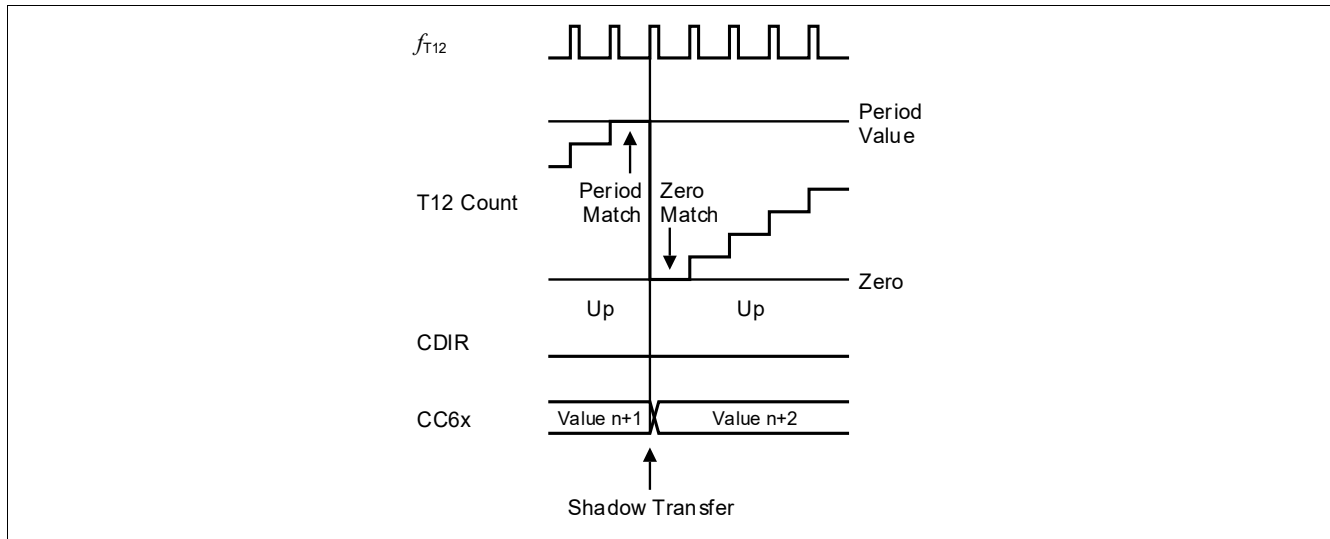 fT12
Period
Value
T12 Count
Period
Match
Zero
Match
Zero
Up
Up
CDIR
CC6x
Value n+1
Value n+2
Shadow Transfer